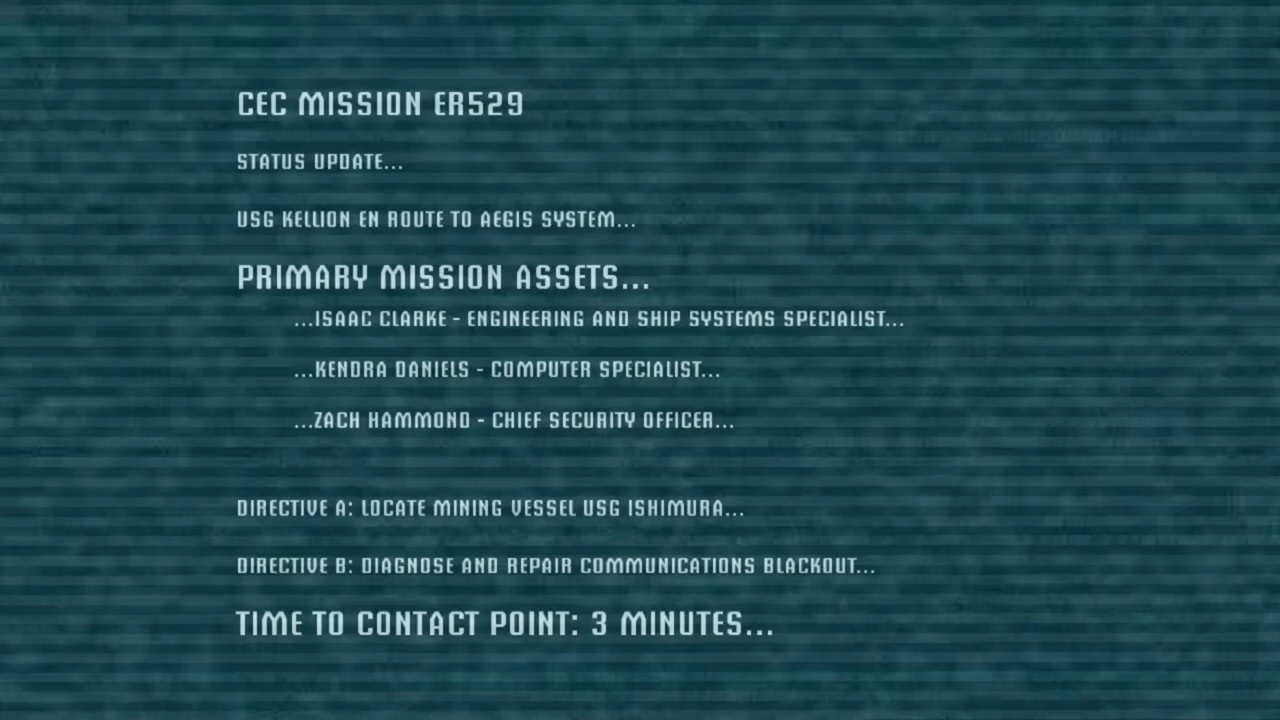 CEC MISSION ER529
STATUS UPDATE...
USG KELLION EN ROUTE TO AEGIS SYSTEM...
PRIMARY MISSION ASSETS...
...ISAAC CLARKE - ENGINEERING AND SHIP SYSTEMS SPECIALIST...
...KENDRA DANIELS - COMPUTER SPECIALIST...
...ZACH HAMMOND - CHIEF SECURITY OFFICER...
DIRECTIVE A: LOCATE MINING VESSEL USG ISHIMURA...
DIRECTIVE B: DIAGNOSE AND REPAIR COMMUNICATIONS BLACKOUT...
TIME TO CONTACT POINT: 3 MINUTES...